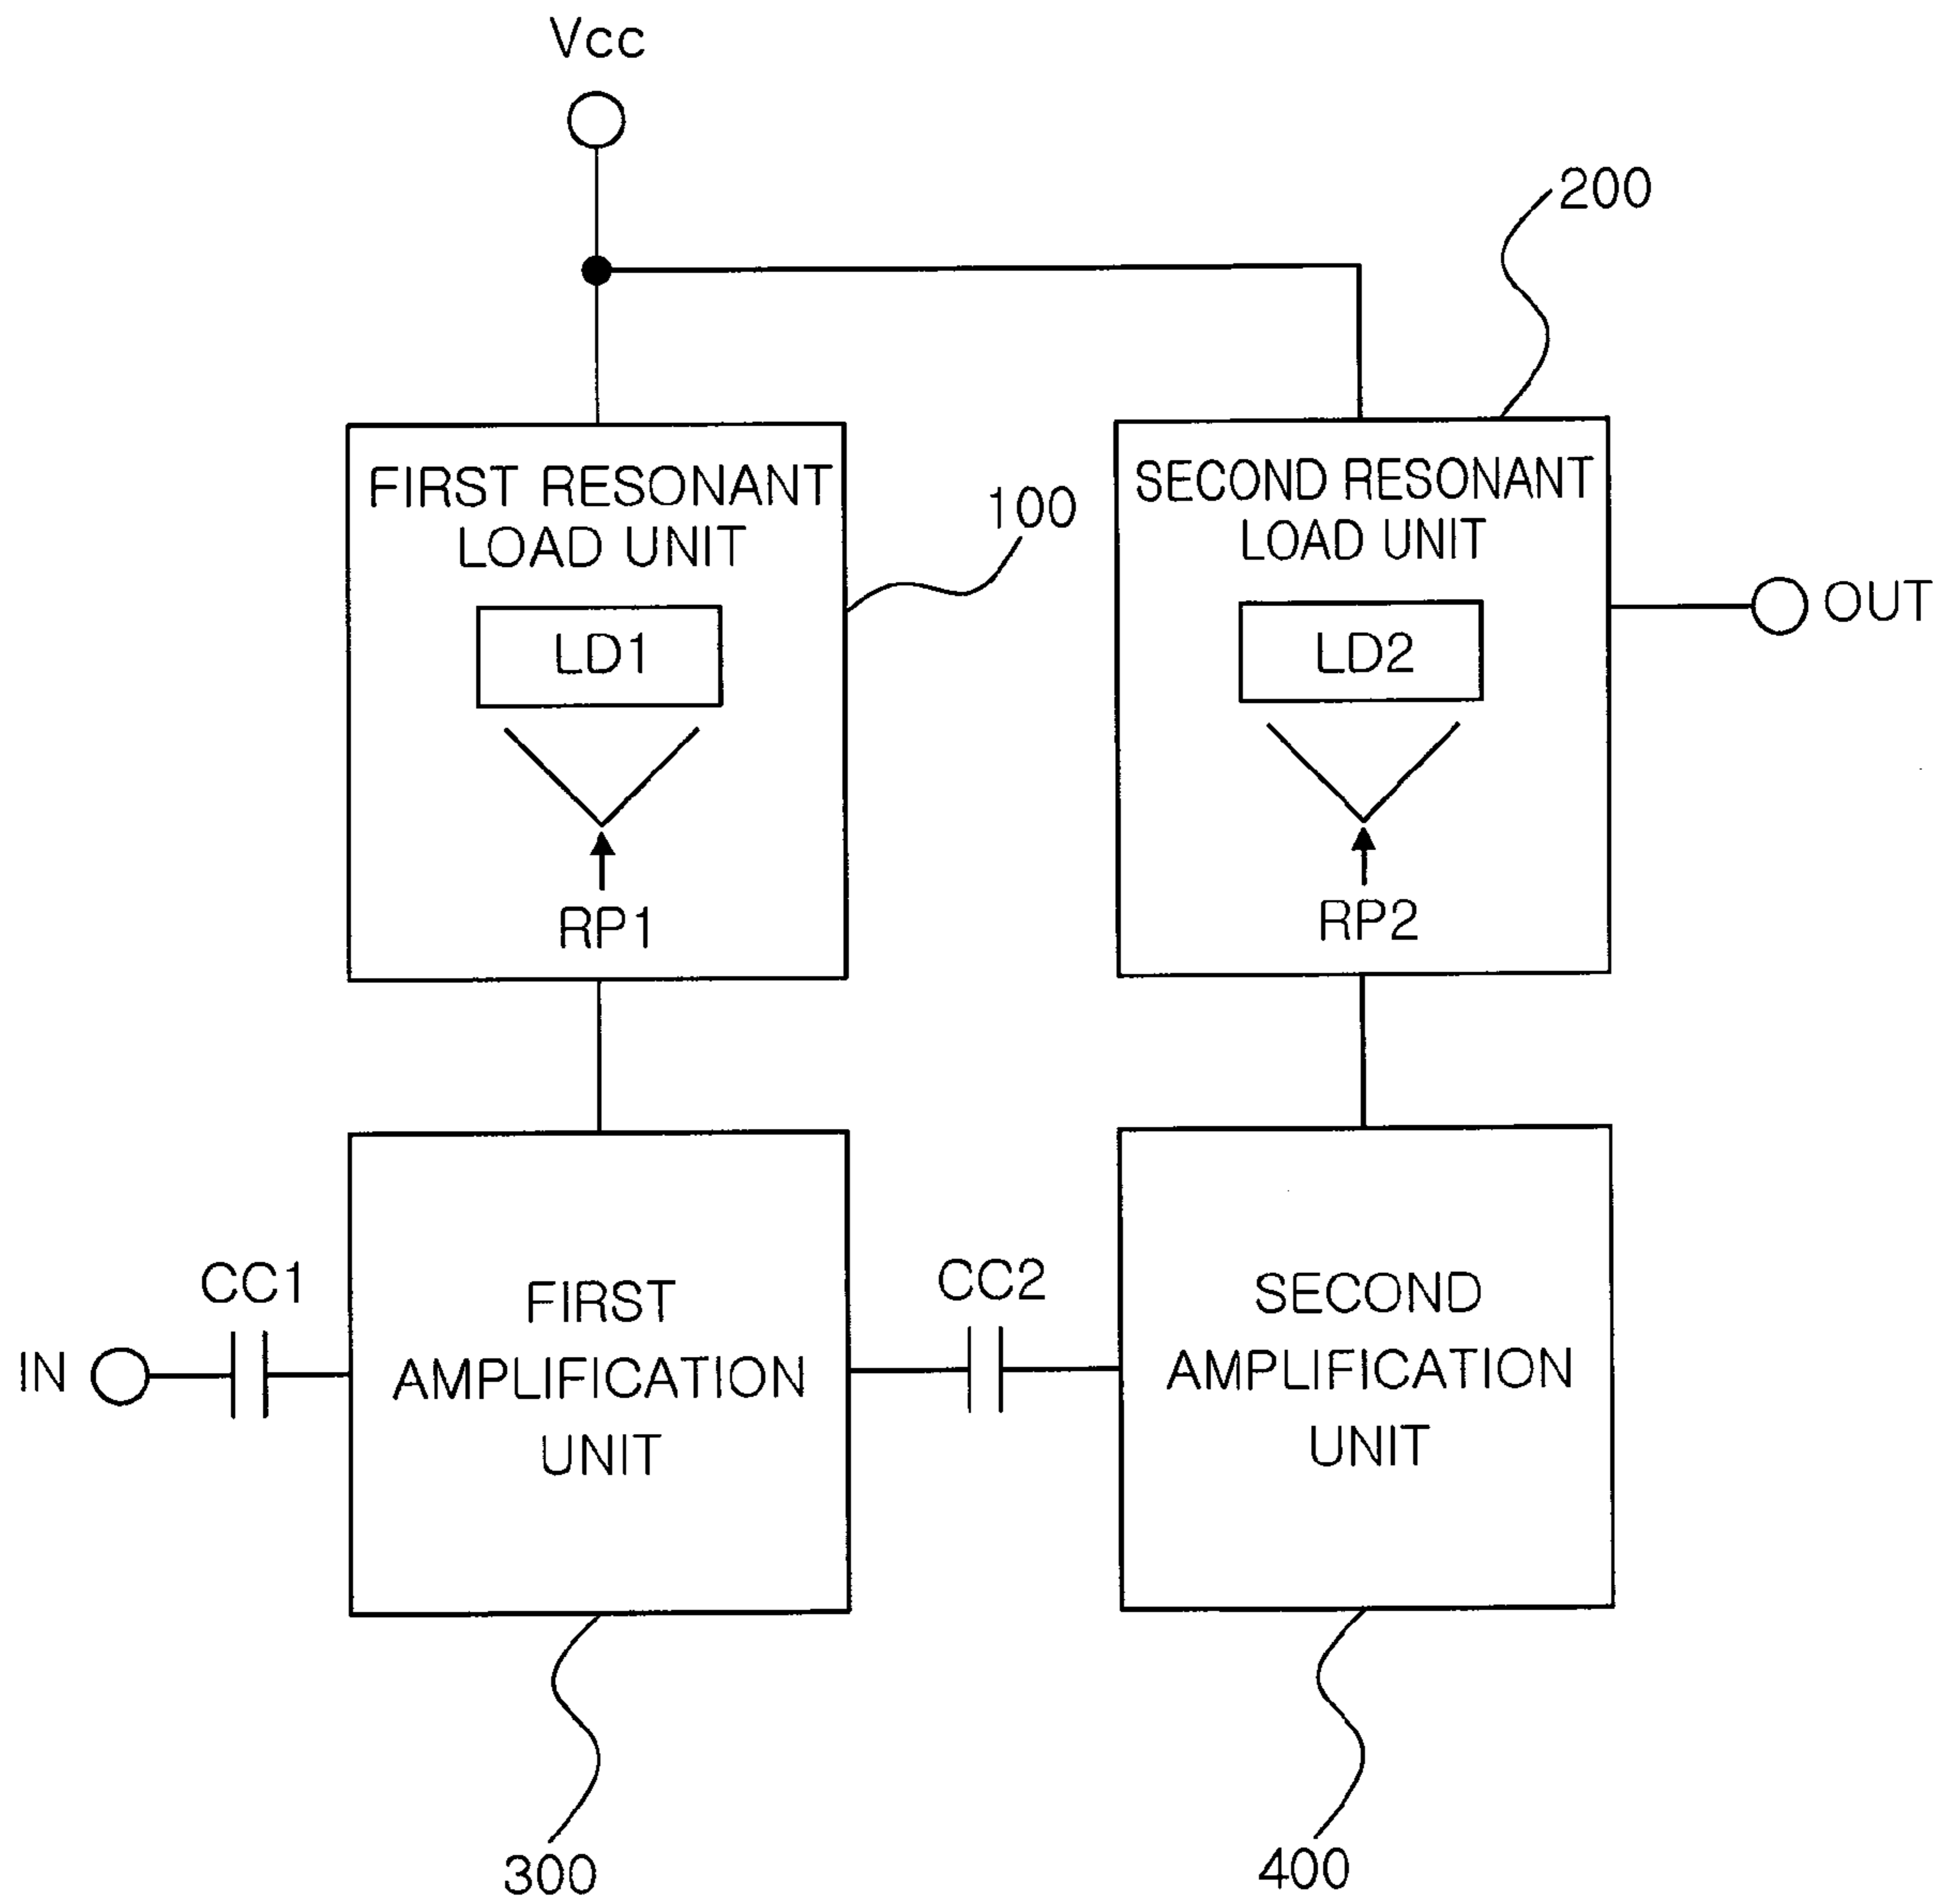 Vcc
200
FIRST RESONANT
LOAD UNIT
SECOND RESONANT
LOAD UNIT
100
LD1
LD2
OUT
RP1
RP2
CC1
CC2
IN
FIRST
AMPLIFICATION
UNIT
SECOND
AMPLIFICATION
UNIT
300
400